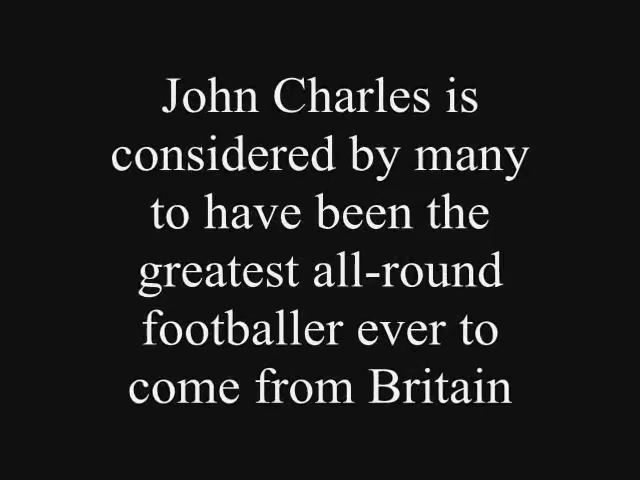 John Charles is
considered by many
to have been the
greatest all-round
footballer ever to
come from Britain